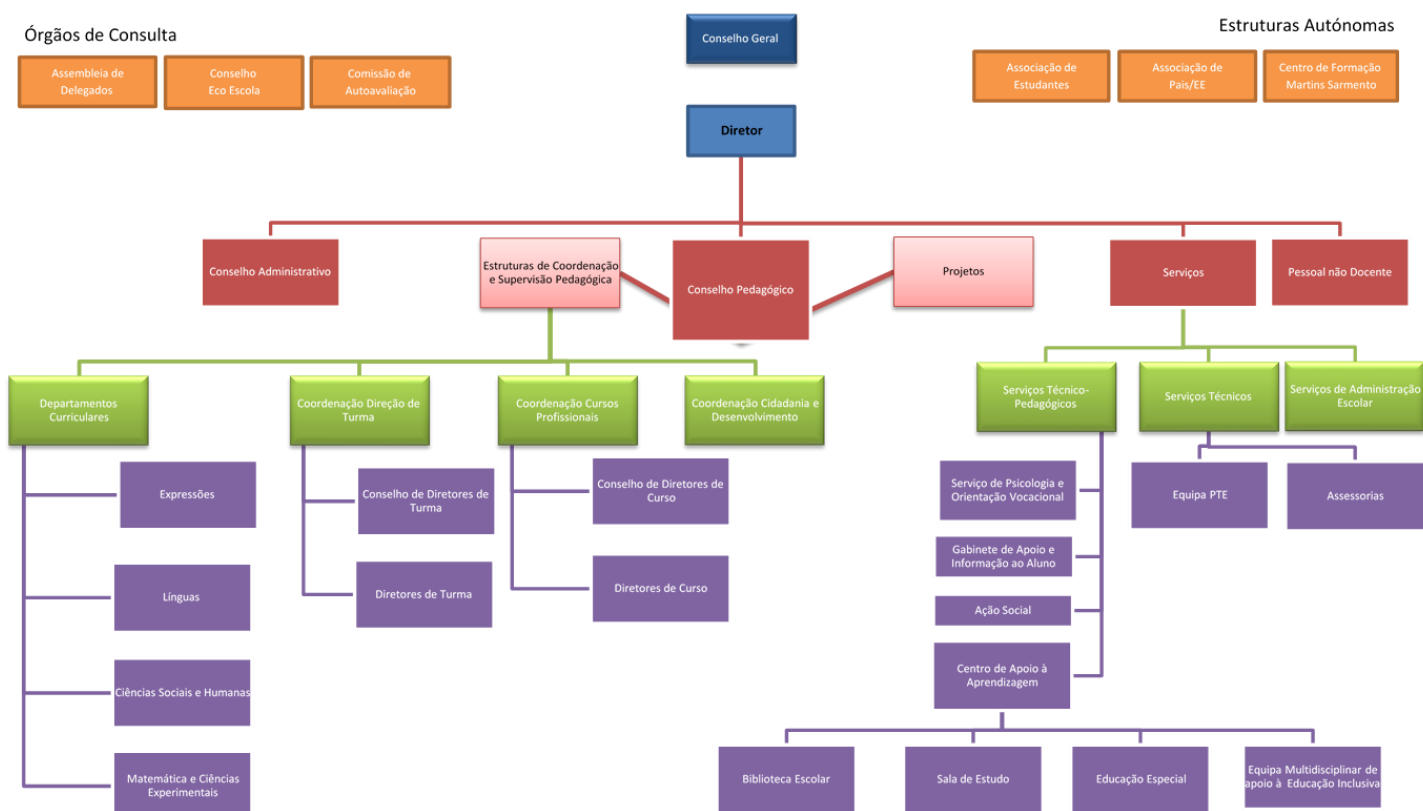 Órgãos de Consulta
Estruturas Autónomas
Conselho Geral
Assembleia de
Delegados
Conselho
Eco Escola
Comissão de
Autoavaliação
Associação de
Estudantes
Associação de
Pais/EE
Centro de Formação
Martins Sarmento
Diretor
Conselho Administrativo
Estruturas de Coordenação
e Supervisão Pedagógica
Conselho Pedagógico
Projetos
Serviços
Pessoal não Docente
Departamentos
Curriculares
Coordenação Direção de
Turma
Coordenação Cursos
Profissionais
Coordenação Cidadania e
Desenvolvimento
Serviços Técnico-
Pedagógicos
Serviços Técnicos
Serviços de Administração
Escolar
Expressões
Línguas
Ciências Sociais e Humanas
Matemática e Ciências
Experimentais
Conselho de Diretores de
Turma
Diretores de Turma
Conselho de Diretores de
Curso
Diretores de Curso
Serviço de Psicologia e
Orientação Vocacional
Gabinete de Apoio e
Informação ao Aluno
Ação Social
Centro de Apoio à
Aprendizagem
Equipa PTE
Assessorias
Biblioteca Escolar
Sala de Estudo
Educação Especial
Equipa Multidisciplinar de
apoio à Educação Inclusiva